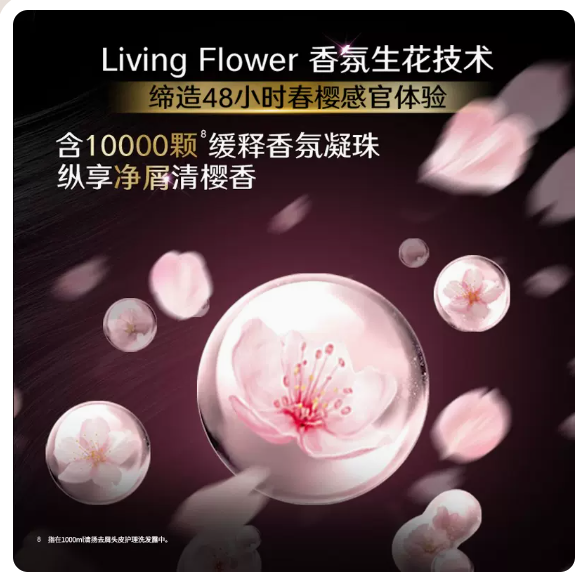 Living Flower 香氛生花技术
缔造48小时春樱感官体验
含10000颗⁸缓释香氛凝珠
纵享净屑清樱香
8 指在1000ml清扬去屑头皮护理洗发露中。